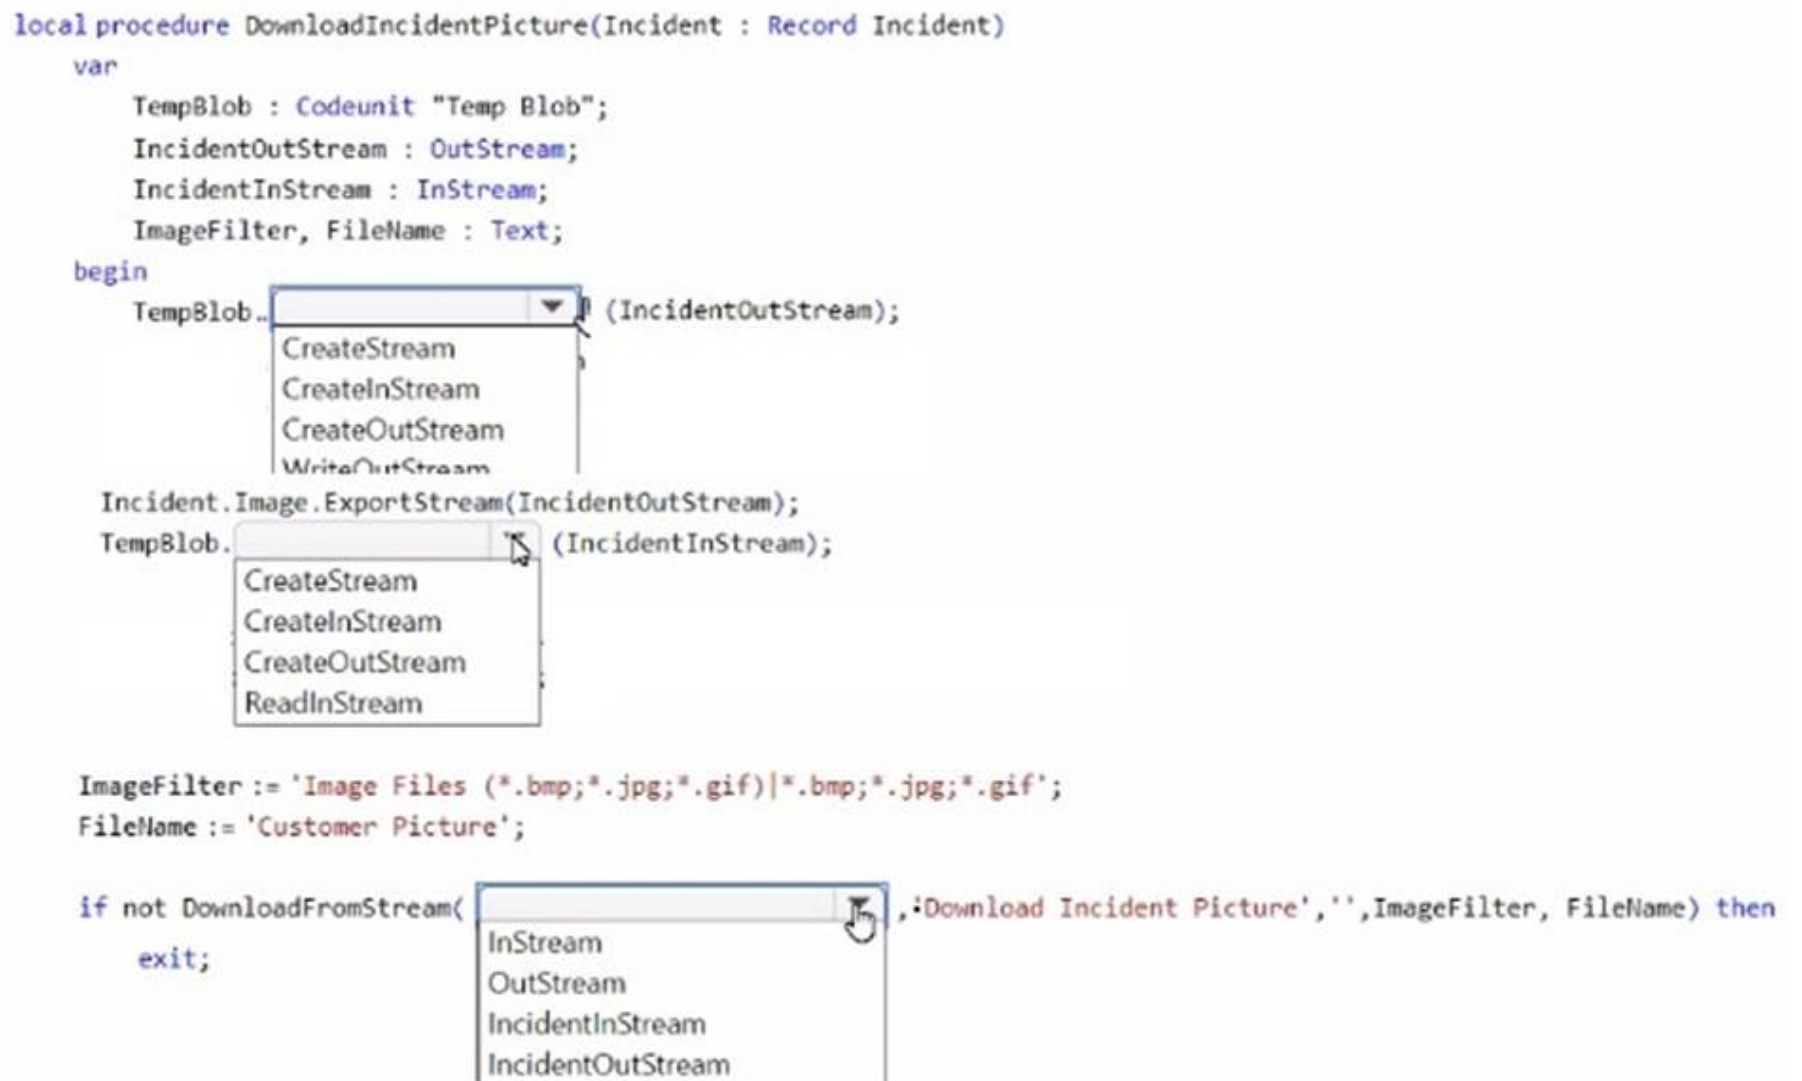 local procedure DownloadIncidentPicture(Incident : Record Incident)
var
TempBlob : Codeunit "Temp Blob";
IncidentOutStream : OutStream;
IncidentInStream : InStream;
ImageFilter, FileName : Text;
begin
TempBlob. (IncidentOutStream);
CreateStream
CreateInStream
CreateOutStream
WriteOutStream
Incident.Image.ExportStream(IncidentOutStream);
TempBlob. (IncidentInStream);
CreateStream
CreateInStream
CreateOutStream
ReadInStream
ImageFilter := 'Image Files (*.bmp;*.jpg;*.gif)|*.bmp;*.jpg;*.gif';
FileName := 'Customer Picture';
if not DownloadFromStream( ,'Download Incident Picture','',ImageFilter, FileName) then
InStream
exit;
OutStream
IncidentInStream
IncidentOutStream